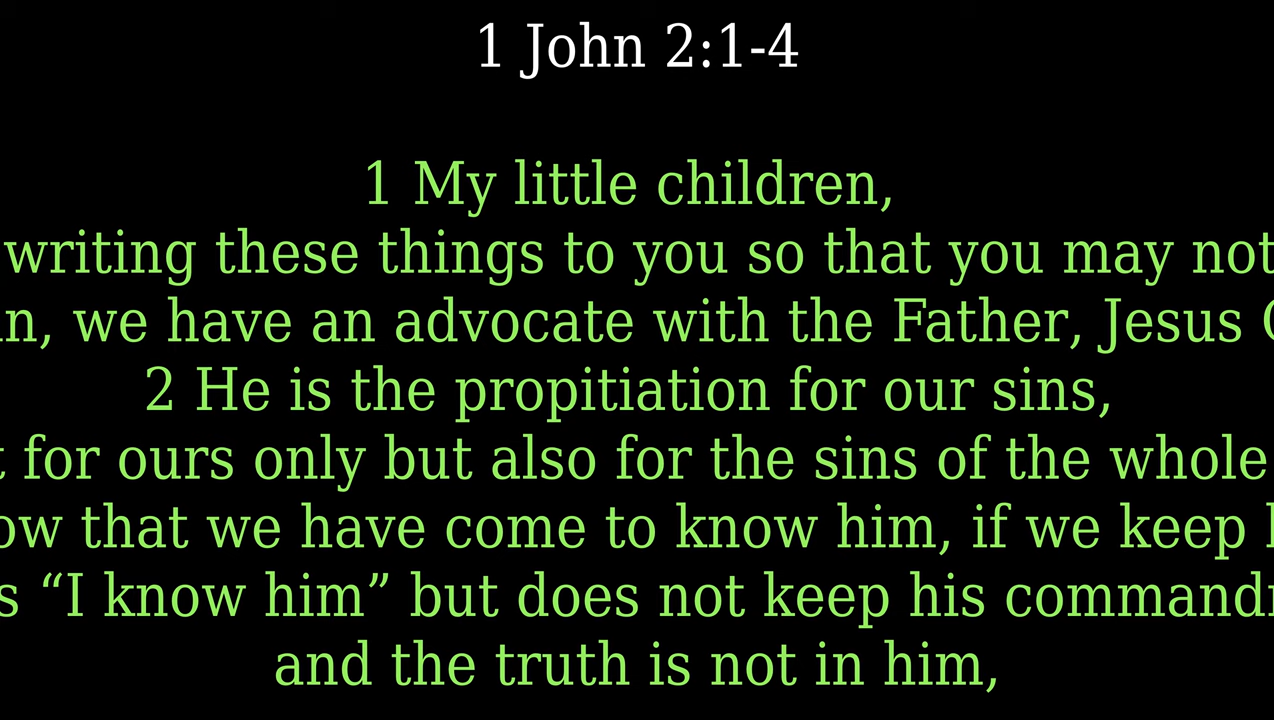 1 John 2:1-4
1 My little children,
writing these things to you so that you may not
we have an advocate with the Father, Jesus
2 He is the propitiation for our sins,
for ours only but also for the sins of the whole
that we have come to know him, if we keep
“I know him” but does not keep his
and the truth is not in him,